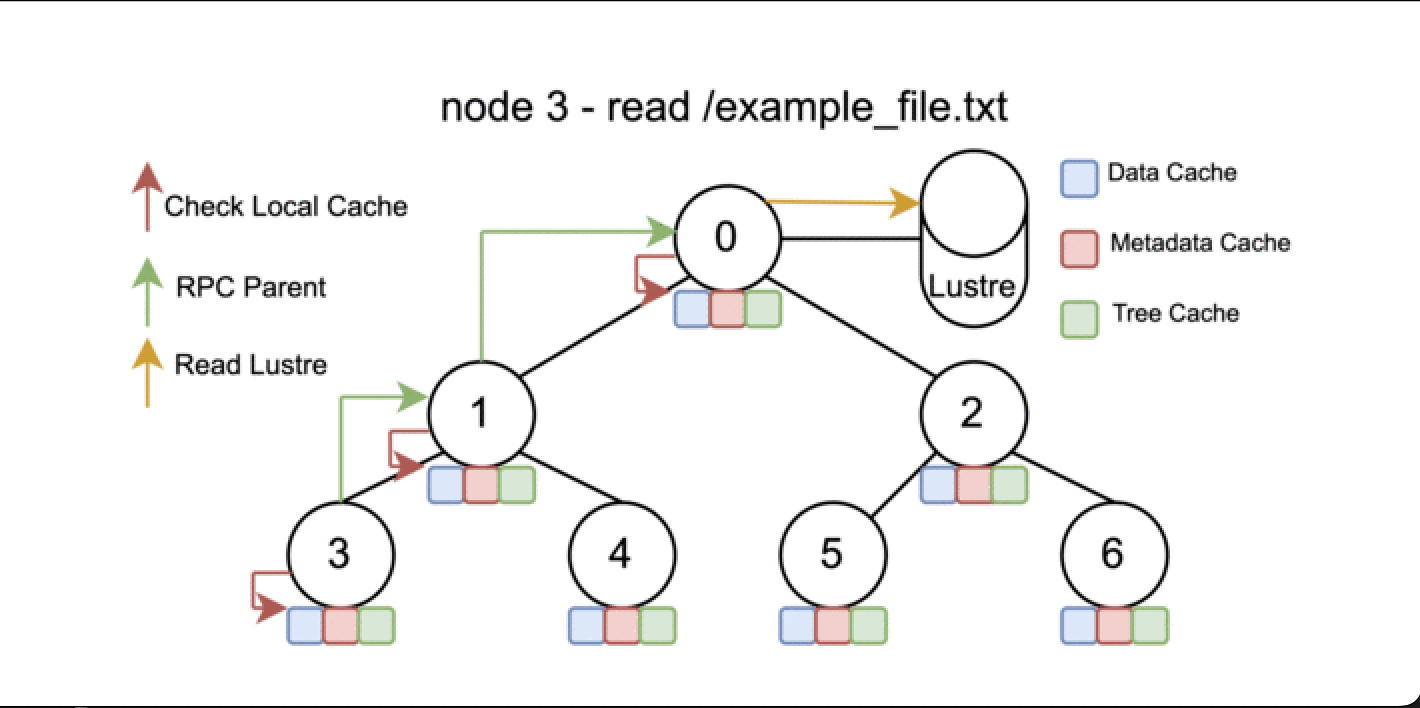 node 3 - read /example_file.txt
Check Local Cache
RPC Parent
Read Lustre
0
Lustre
Data Cache
Metadata Cache
Tree Cache
1
2
3
4
5
6